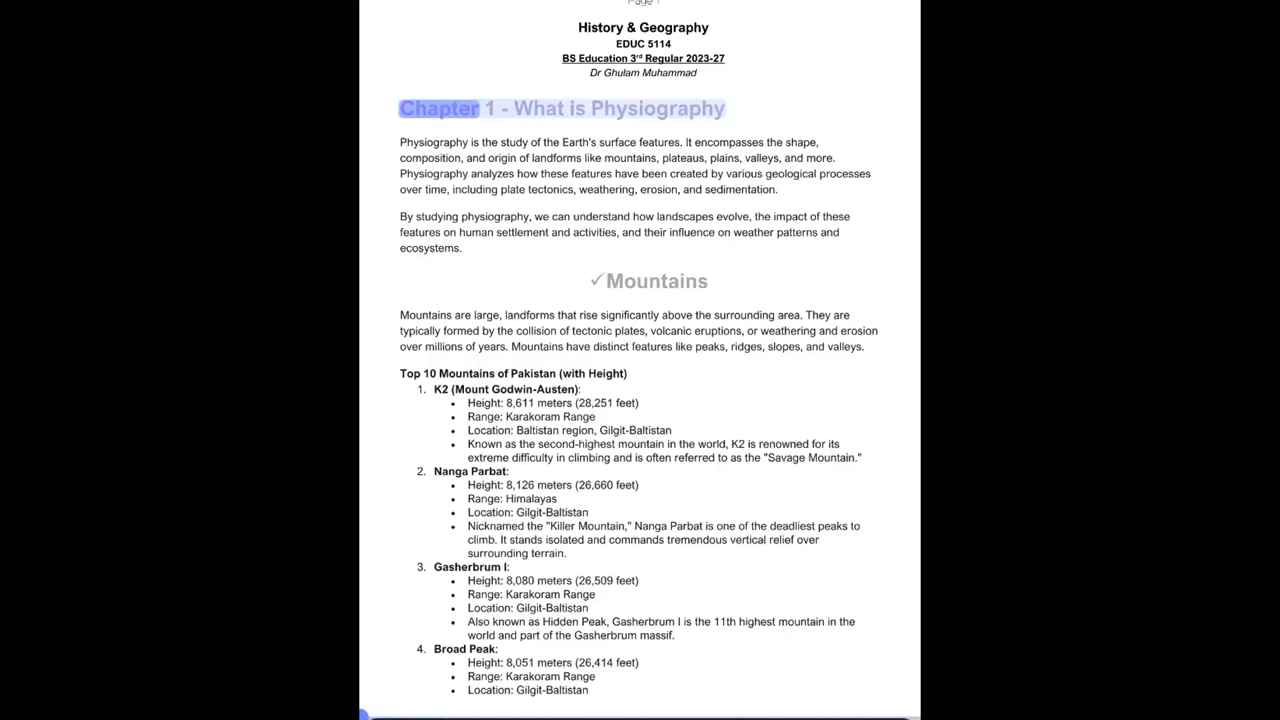 Page 1
History & Geography
EDUC 5114
BS Education 3rd Regular 2023-27
Dr Ghulam Muhammad
Chapter 1 - What is Physiography
Physiography is the study of the Earth's surface features. It encompasses the shape,
composition, and origin of landforms like mountains, plateaus, plains, valleys, and more.
Physiography analyzes how these features have been created by various geological processes
over time, including plate tectonics, weathering, erosion, and sedimentation.
By studying physiography, we can understand how landscapes evolve, the impact of these
features on human settlement and activities, and their influence on weather patterns and
ecosystems.
✓Mountains
Mountains are large, landforms that rise significantly above the surrounding area. They are
typically formed by the collision of tectonic plates, volcanic eruptions, or weathering and erosion
over millions of years. Mountains have distinct features like peaks, ridges, slopes, and valleys.
Top 10 Mountains of Pakistan (with Height)
1. K2 (Mount Godwin-Austen):
• Height: 8,611 meters (28,251 feet)
• Range: Karakoram Range
• Location: Baltistan region, Gilgit-Baltistan
• Known as the second-highest mountain in the world, K2 is renowned for its
extreme difficulty in climbing and is often referred to as the "Savage Mountain."
2. Nanga Parbat:
• Height: 8,126 meters (26,660 feet)
• Range: Himalayas
• Location: Gilgit-Baltistan
• Nicknamed the "Killer Mountain," Nanga Parbat is one of the deadliest peaks to
climb. It stands isolated and commands tremendous vertical relief over
surrounding terrain.
3. Gasherbrum I:
• Height: 8,080 meters (26,509 feet)
• Range: Karakoram Range
• Location: Gilgit-Baltistan
• Also known as Hidden Peak, Gasherbrum I is the 11th highest mountain in the
world and part of the Gasherbrum massif.
4. Broad Peak:
• Height: 8,051 meters (26,414 feet)
• Range: Karakoram Range
• Location: Gilgit-Baltistan